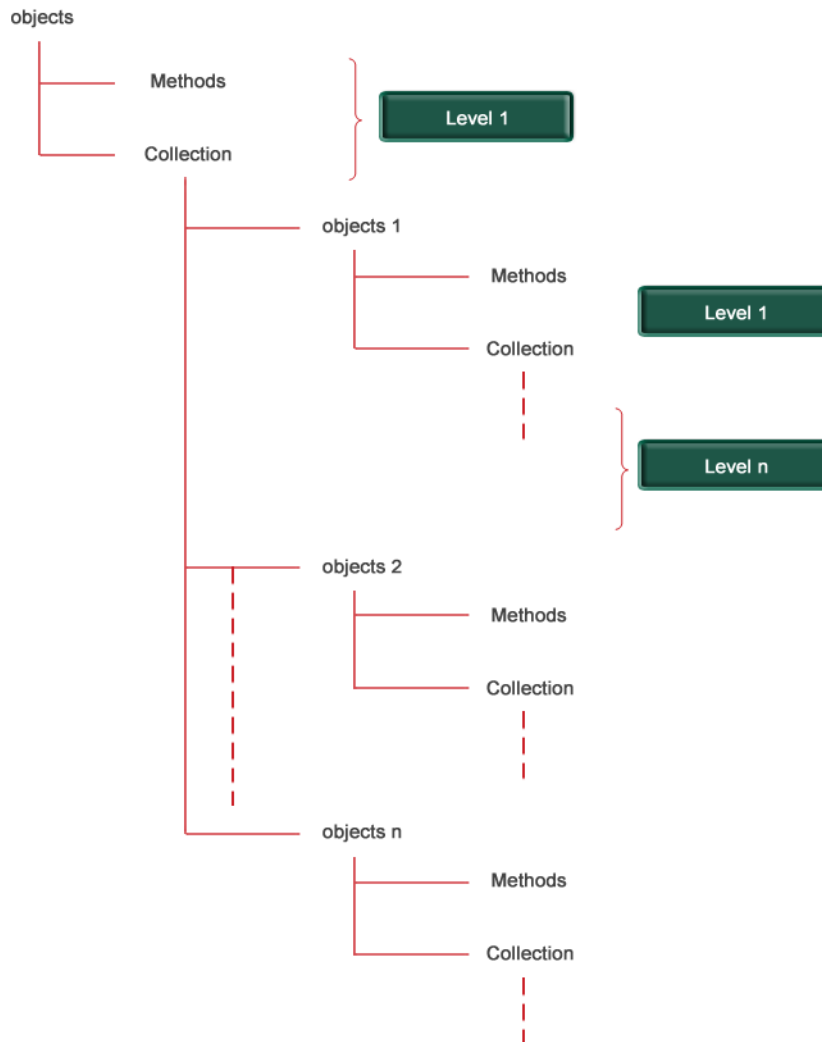 objects
Methods
Level 1
Collection
objects 1
Methods
Level 1
Collection
Level n
objects 2
Methods
Collection
objects n
Methods
Collection